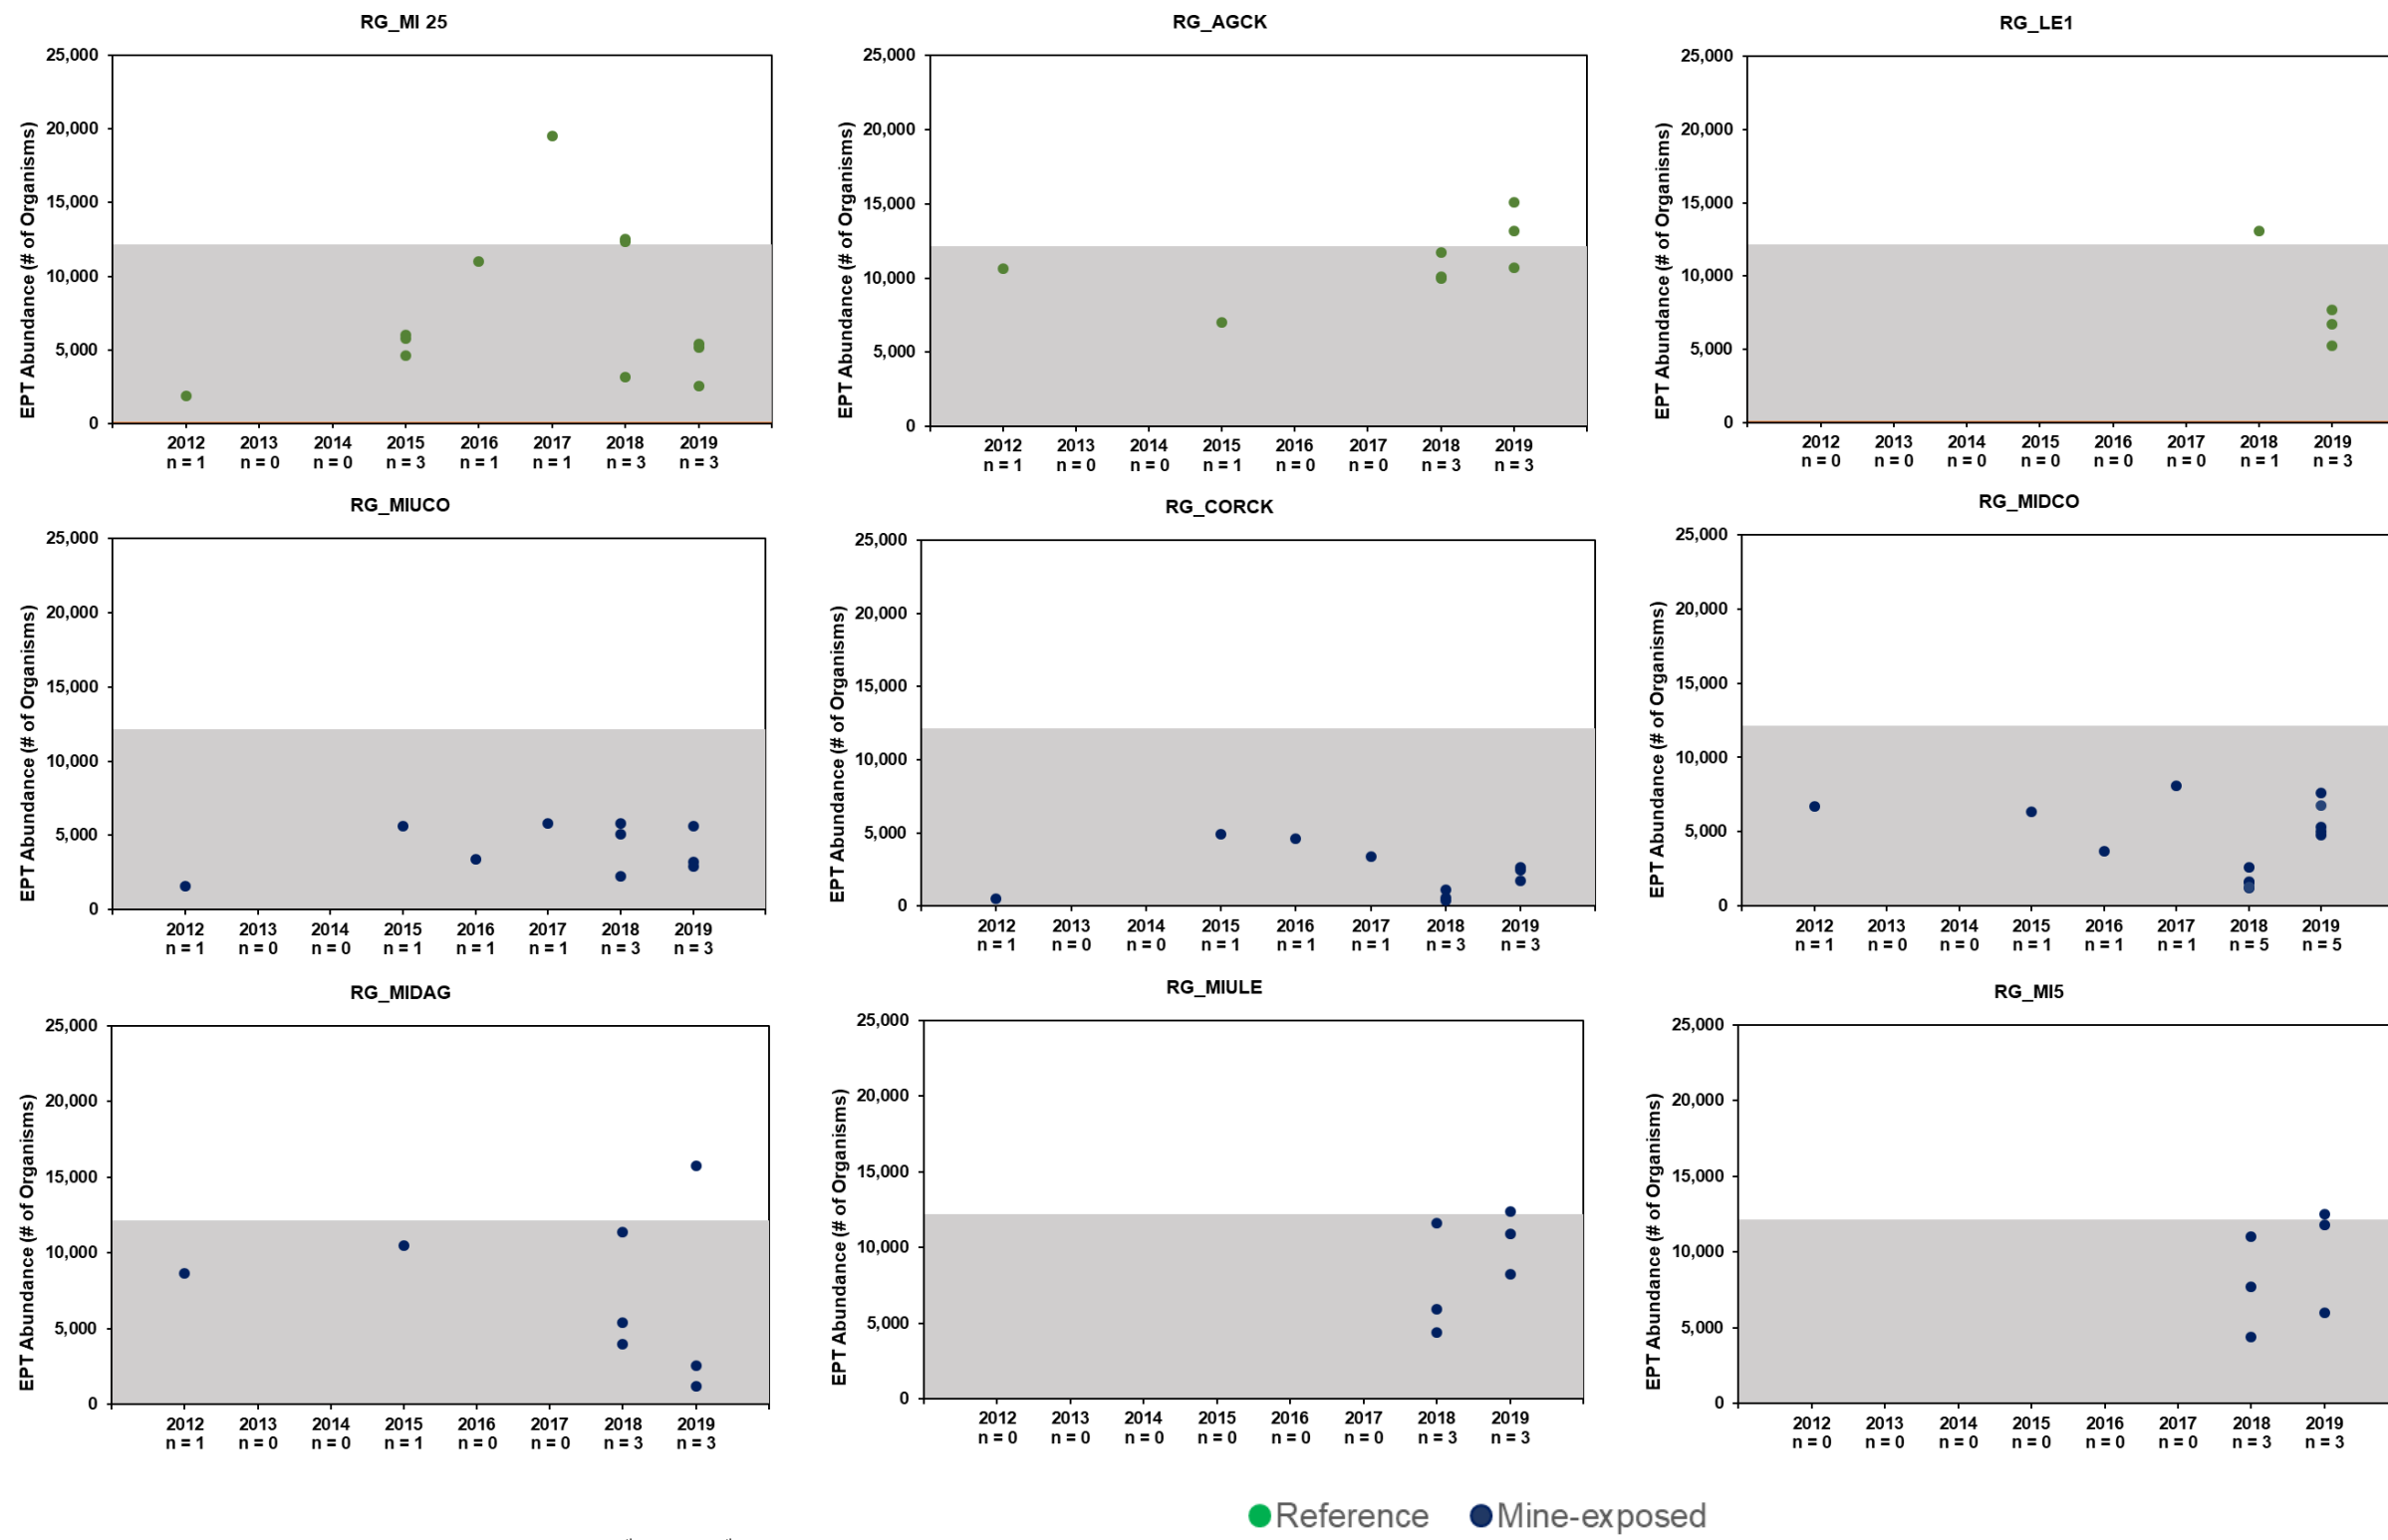 RG_MI 25
EPT Abundance (# of Organisms)
25,000
20,000
15,000
10,000
5,000
0
2012 2013 2014 2015 2016 2017 2018 2019
n = 1 n = 0 n = 0 n = 3 n = 1 n = 1 n = 3 n = 3
RG_AGCK
EPT Abundance (# of Organisms)
25,000
20,000
15,000
10,000
5,000
0
2012 2013 2014 2015 2016 2017 2018 2019
n = 1 n = 0 n = 0 n = 1 n = 0 n = 0 n = 3 n = 3
RG_LE1
EPT Abundance (# of Organisms)
25,000
20,000
15,000
10,000
5,000
0
2012 2013 2014 2015 2016 2017 2018 2019
n = 0 n = 0 n = 0 n = 0 n = 0 n = 0 n = 1 n = 3
RG_MIUCO
EPT Abundance (# of Organisms)
25,000
20,000
15,000
10,000
5,000
0
2012 2013 2014 2015 2016 2017 2018 2019
n = 1 n = 0 n = 0 n = 1 n = 1 n = 1 n = 3 n = 3
RG_CORCK
EPT Abundance (# of Organisms)
25,000
20,000
15,000
10,000
5,000
0
2012 2013 2014 2015 2016 2017 2018 2019
n = 1 n = 0 n = 0 n = 1 n = 1 n = 1 n = 3 n = 3
RG_MIDCO
EPT Abundance (# of Organisms)
25,000
20,000
15,000
10,000
5,000
0
2012 2013 2014 2015 2016 2017 2018 2019
n = 1 n = 0 n = 0 n = 1 n = 1 n = 1 n = 5 n = 5
RG_MIDAG
EPT Abundance (# of Organisms)
25,000
20,000
15,000
10,000
5,000
0
2012 2013 2014 2015 2016 2017 2018 2019
n = 1 n = 0 n = 0 n = 1 n = 0 n = 0 n = 3 n = 3
RG_MIULE
EPT Abundance (# of Organisms)
25,000
20,000
15,000
10,000
5,000
0
2012 2013 2014 2015 2016 2017 2018 2019
n = 0 n = 0 n = 0 n = 0 n = 0 n = 0 n = 3 n = 3
RG_MI5
EPT Abundance (# of Organisms)
25,000
20,000
15,000
10,000
5,000
0
2012 2013 2014 2015 2016 2017 2018 2019
n = 0 n = 0 n = 0 n = 0 n = 0 n = 0 n = 3 n = 3
Reference Mine-exposed